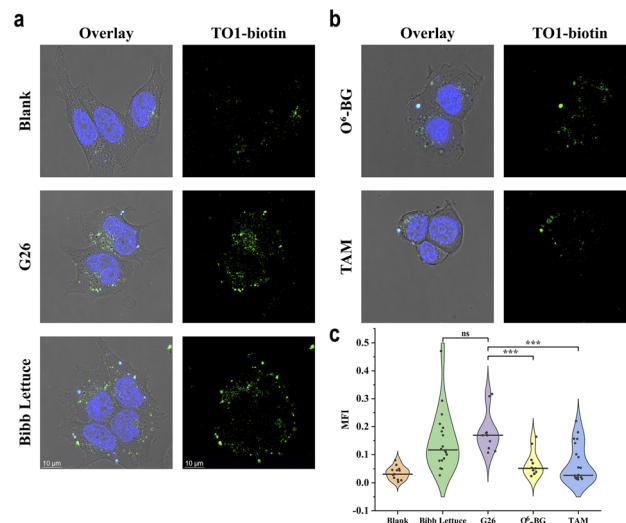 a
Overlay
TO1-biotin
Blank
G26
Bibb Lettuce
10 μm
10 μm
b
Overlay
TO1-biotin
O⁶-BG
TAM
c
ns
***
***
MFI
0.5
0.4
0.3
0.2
0.1
0.0
-0.1
Blank
Bibb Lettuce
G26
O⁶-BG
TAM